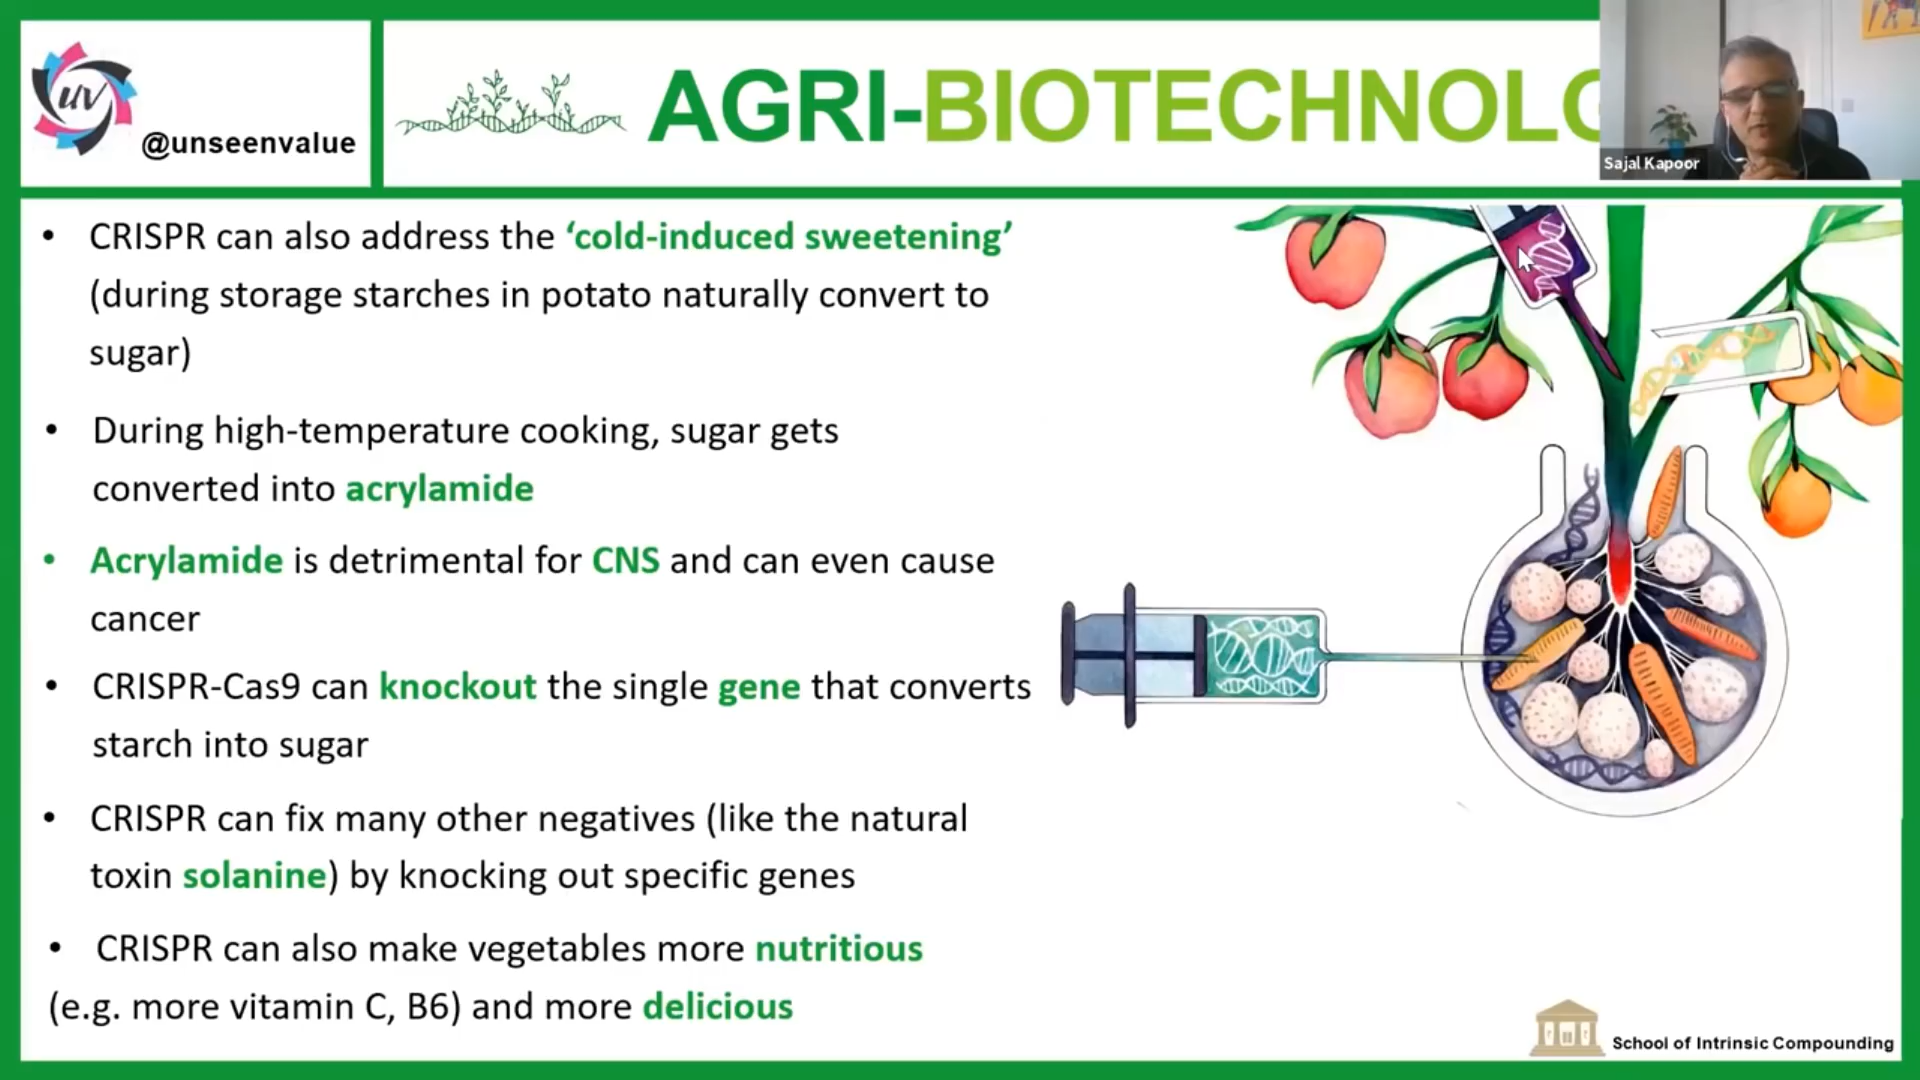 uv
@unseenvalue
AGRI-BIOTECHNOLO
Sajal Kapoor
• CRISPR can also address the ‘cold-induced sweetening’
(during storage starches in potato naturally convert to
sugar)
• During high-temperature cooking, sugar gets
converted into acrylamide
• Acrylamide is detrimental for CNS and can even cause
cancer
• CRISPR-Cas9 can knockout the single gene that converts
starch into sugar
• CRISPR can fix many other negatives (like the natural
toxin solanine) by knocking out specific genes
• CRISPR can also make vegetables more nutritious
(e.g. more vitamin C, B6) and more delicious
School of Intrinsic Compounding